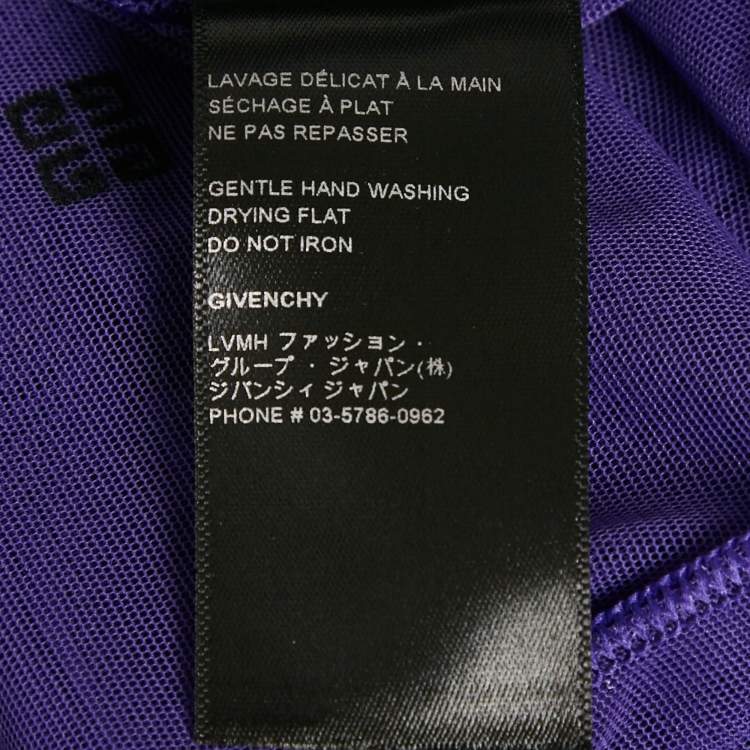 LAVAGE DÉLICAT À LA MAIN
SÉCHAGE À PLAT
NE PAS REPASSER
GENTLE HAND WASHING
DRYING FLAT
DO NOT IRON
GIVENCHY
LVMH ファッション・
グループ・ジャパン(株)
ジバンシィ ジャパン
PHONE # 03-5786-0962